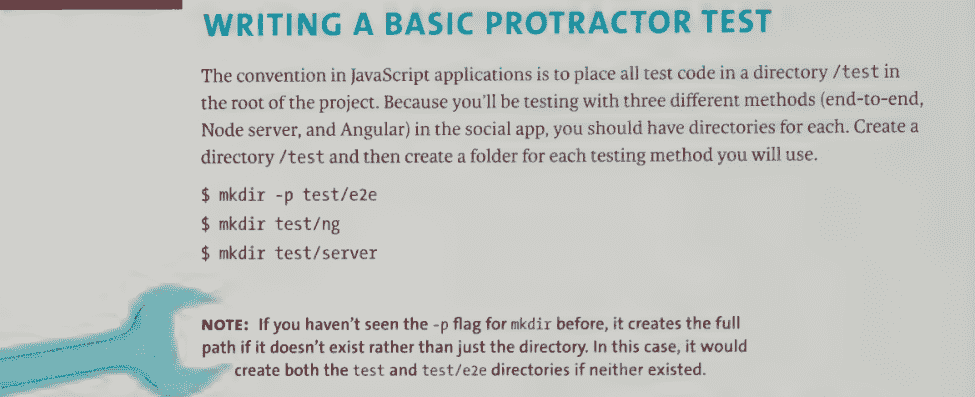 WRITING A BASIC PROTRACTOR TEST
The convention in JavaScript applications is to place all test code in a directory /test in
the root of the project. Because you'll be testing with three different methods (end-to-end,
Node server, and Angular) in the social app, you should have directories for each. Create a
directory /test and then create a folder for each testing method you will use.
$ mkdir -p test/e2e
$ mkdir test/ng
$ mkdir test/server
NOTE: If you haven't seen the -p flag for mkdir before, it creates the full
path if it doesn't exist rather than just the directory. In this case, it would
create both the test and test/e2e directories if neither existed.